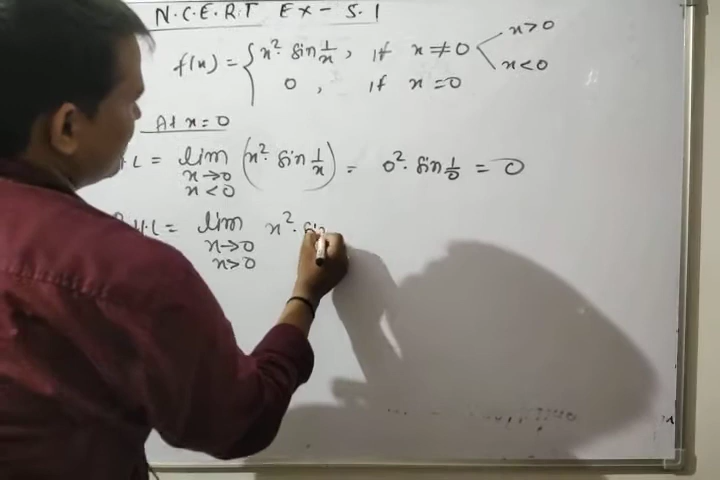 N.C.E.R.T EX - 5.1
f(x) = { x² · sin 1/x , if x ≠ 0 < x > 0
x < 0
0 , if x = 0
At x = 0
L = lim x→0 x<0 (x² · sin 1/x) = 0² · sin 1/0 = 0
H.L = lim x→0 x>0 x² · sin